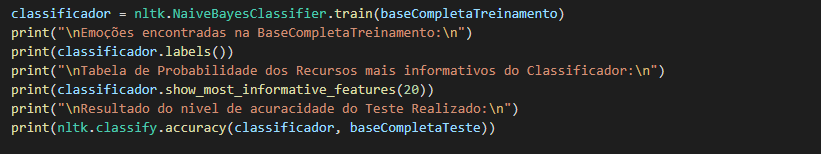 classificador = nltk.NaiveBayesClassifier.train(baseCompletaTreinamento)
print("\nEmoções encontradas na BaseCompletaTreinamento:\n")
print(classificador.labels())
print("\nTabela de Probabilidade dos Recursos mais informativos do Classificador:\n")
print(classificador.show_most_informative_features(20))
print("\nResultado do nivel de acuracidade do Teste Realizado:\n")
print(nltk.classify.accuracy(classificador, baseCompletaTeste))